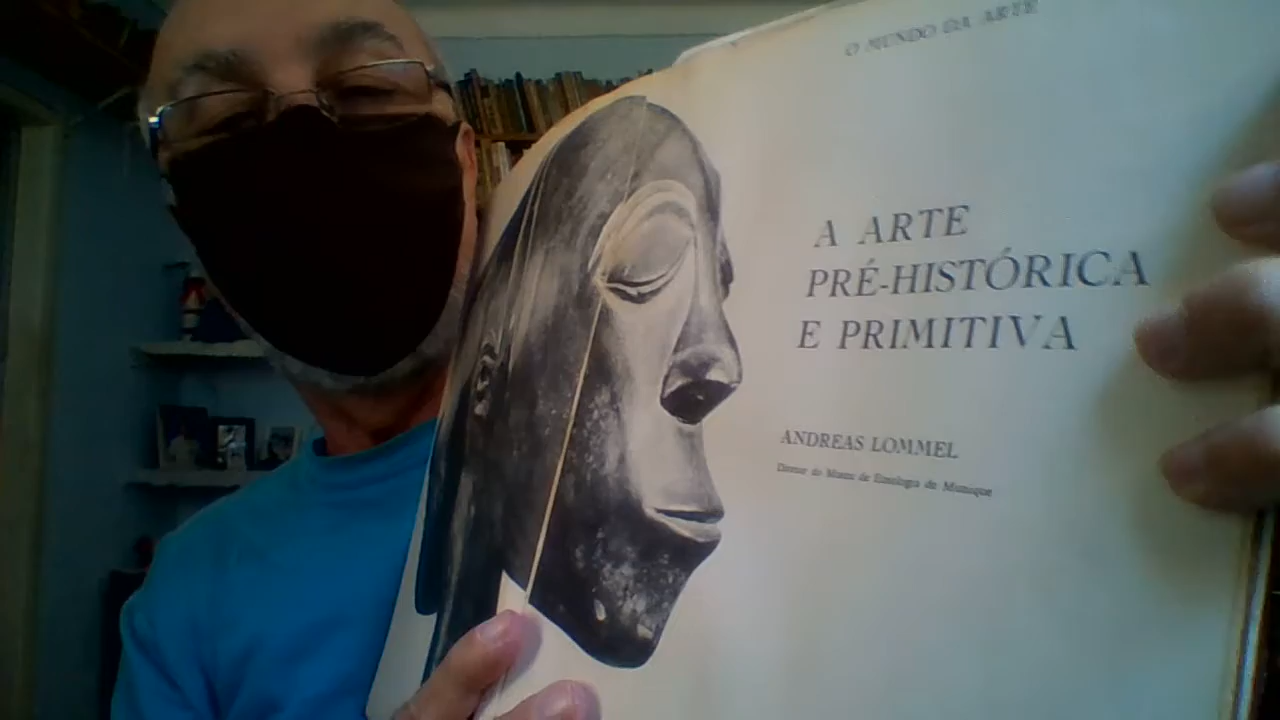 O MUNDO DA ARTE
A ARTE
PRÉ-HISTÓRICA
E PRIMITIVA
ANDREAS LOMMEL
Diretor do Museu de Etnologia de Munique